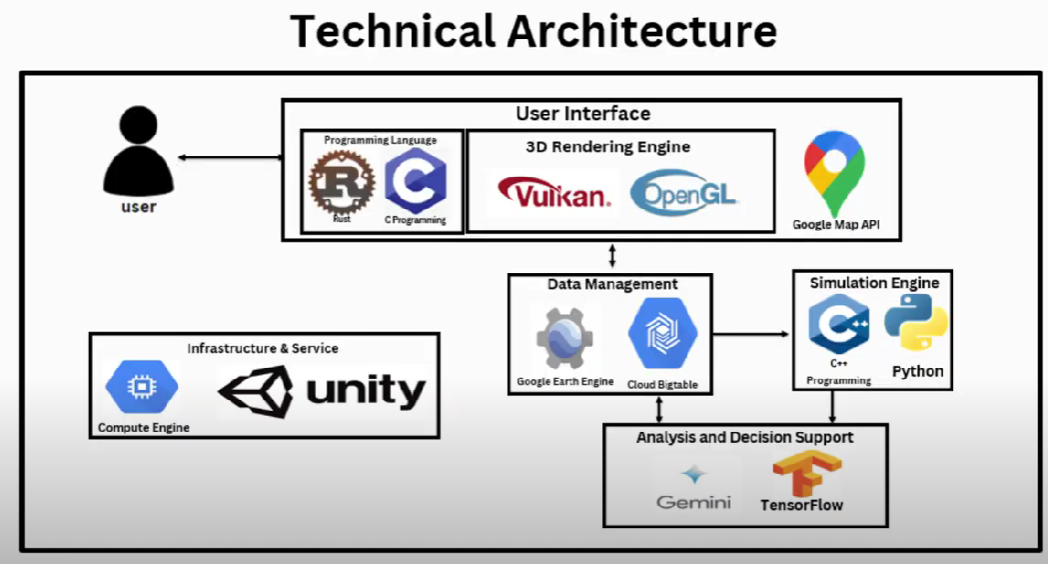 Technical Architecture
User Interface
Programming Language
Rust
C
C Programming
3D Rendering Engine
Vulkan.
OpenGL
Google Map API
user
Data Management
Google Earth Engine
Cloud Bigtable
Simulation Engine
C++
C++
Programming
Python
Infrastructure & Service
Compute Engine
unity
Analysis and Decision Support
Gemini
TensorFlow